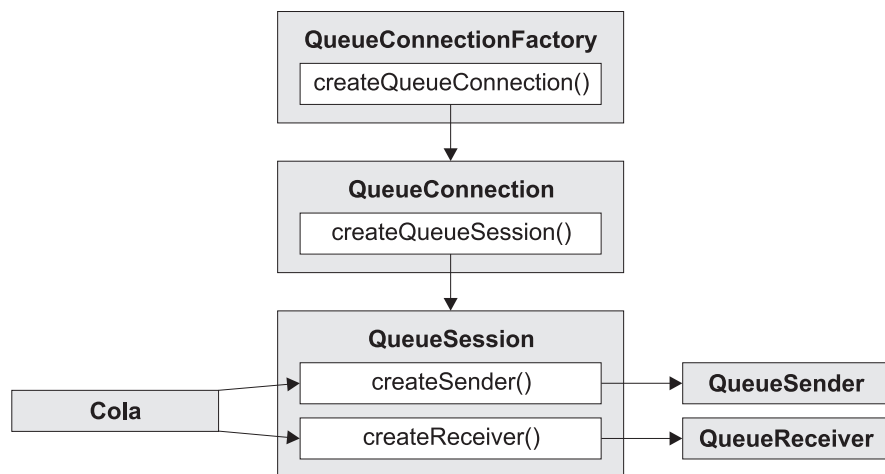 QueueConnectionFactory
createQueueConnection()
QueueConnection
createQueueSession()
QueueSession
createSender()
QueueSender
Cola
createReceiver()
QueueReceiver